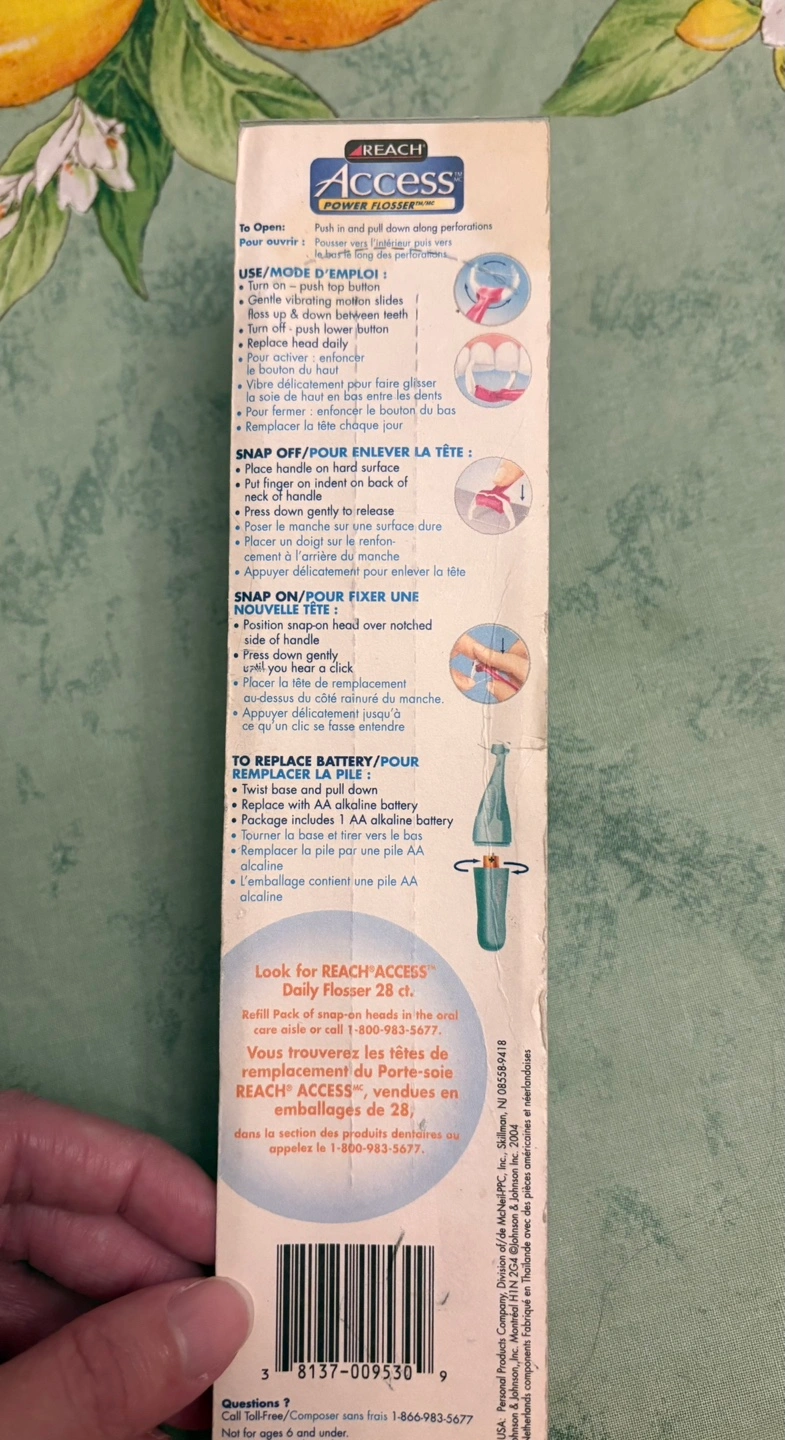 REACH®
Access™MC
POWER FLOSSER™/MC
To Open: Push in and pull down along perforations
Pour ouvrir : Pousser vers l'intérieur puis vers
le bas le long des perforations
USE/MODE D'EMPLOI :
• Turn on – push top button
• Gentle vibrating motion slides
floss up & down between teeth
• Turn off - push lower button
• Replace head daily
• Pour activer : enfoncer
le bouton du haut
• Vibre délicatement pour faire glisser
la soie de haut en bas entre les dents
• Pour fermer : enfoncer le bouton du bas
• Remplacer la tête chaque jour
SNAP OFF/POUR ENLEVER LA TÊTE :
• Place handle on hard surface
• Put finger on indent on back of
neck of handle
• Press down gently to release
• Poser le manche sur une surface dure
• Placer un doigt sur le renfon-
cement à l'arrière du manche
• Appuyer délicatement pour enlever la tête
SNAP ON/POUR FIXER UNE
NOUVELLE TÊTE :
• Position snap-on head over notched
side of handle
• Press down gently
until you hear a click
• Placer la tête de remplacement
au-dessus du côté rainuré du manche.
• Appuyer délicatement jusqu'à
ce qu'un clic se fasse entendre
TO REPLACE BATTERY/POUR
REMPLACER LA PILE :
• Twist base and pull down
• Replace with AA alkaline battery
• Package includes 1 AA alkaline battery
• Tourner la base et tirer vers le bas
• Remplacer la pile par une pile AA
alcaline
• L'emballage contient une pile AA
alcaline
Look for REACH® ACCESS™
Daily Flosser 28 ct.
Refill Pack of snap-on heads in the oral
care aisle or call 1-800-983-5677.
Vous trouverez les têtes de
remplacement du Porte-soie
REACH® ACCESS MC, vendues en
emballages de 28,
dans la section des produits dentaires ou
appelez le 1-800-983-5677.
3 8137-009530 9
Questions ?
Call Toll-Free/Composer sans frais 1-866-983-5677
Not for ages 6 and under.
USA: Personal Products Company, Division of/de McNeil-PPC, Inc., Skillman, NJ 08558-9418
Johnson & Johnson, Inc. Montréal H1N 2G4 ©Johnson & Johnson Inc. 2004
Netherlands components Fabriqué en Thaïlande avec des pièces américaines et néerlandaises